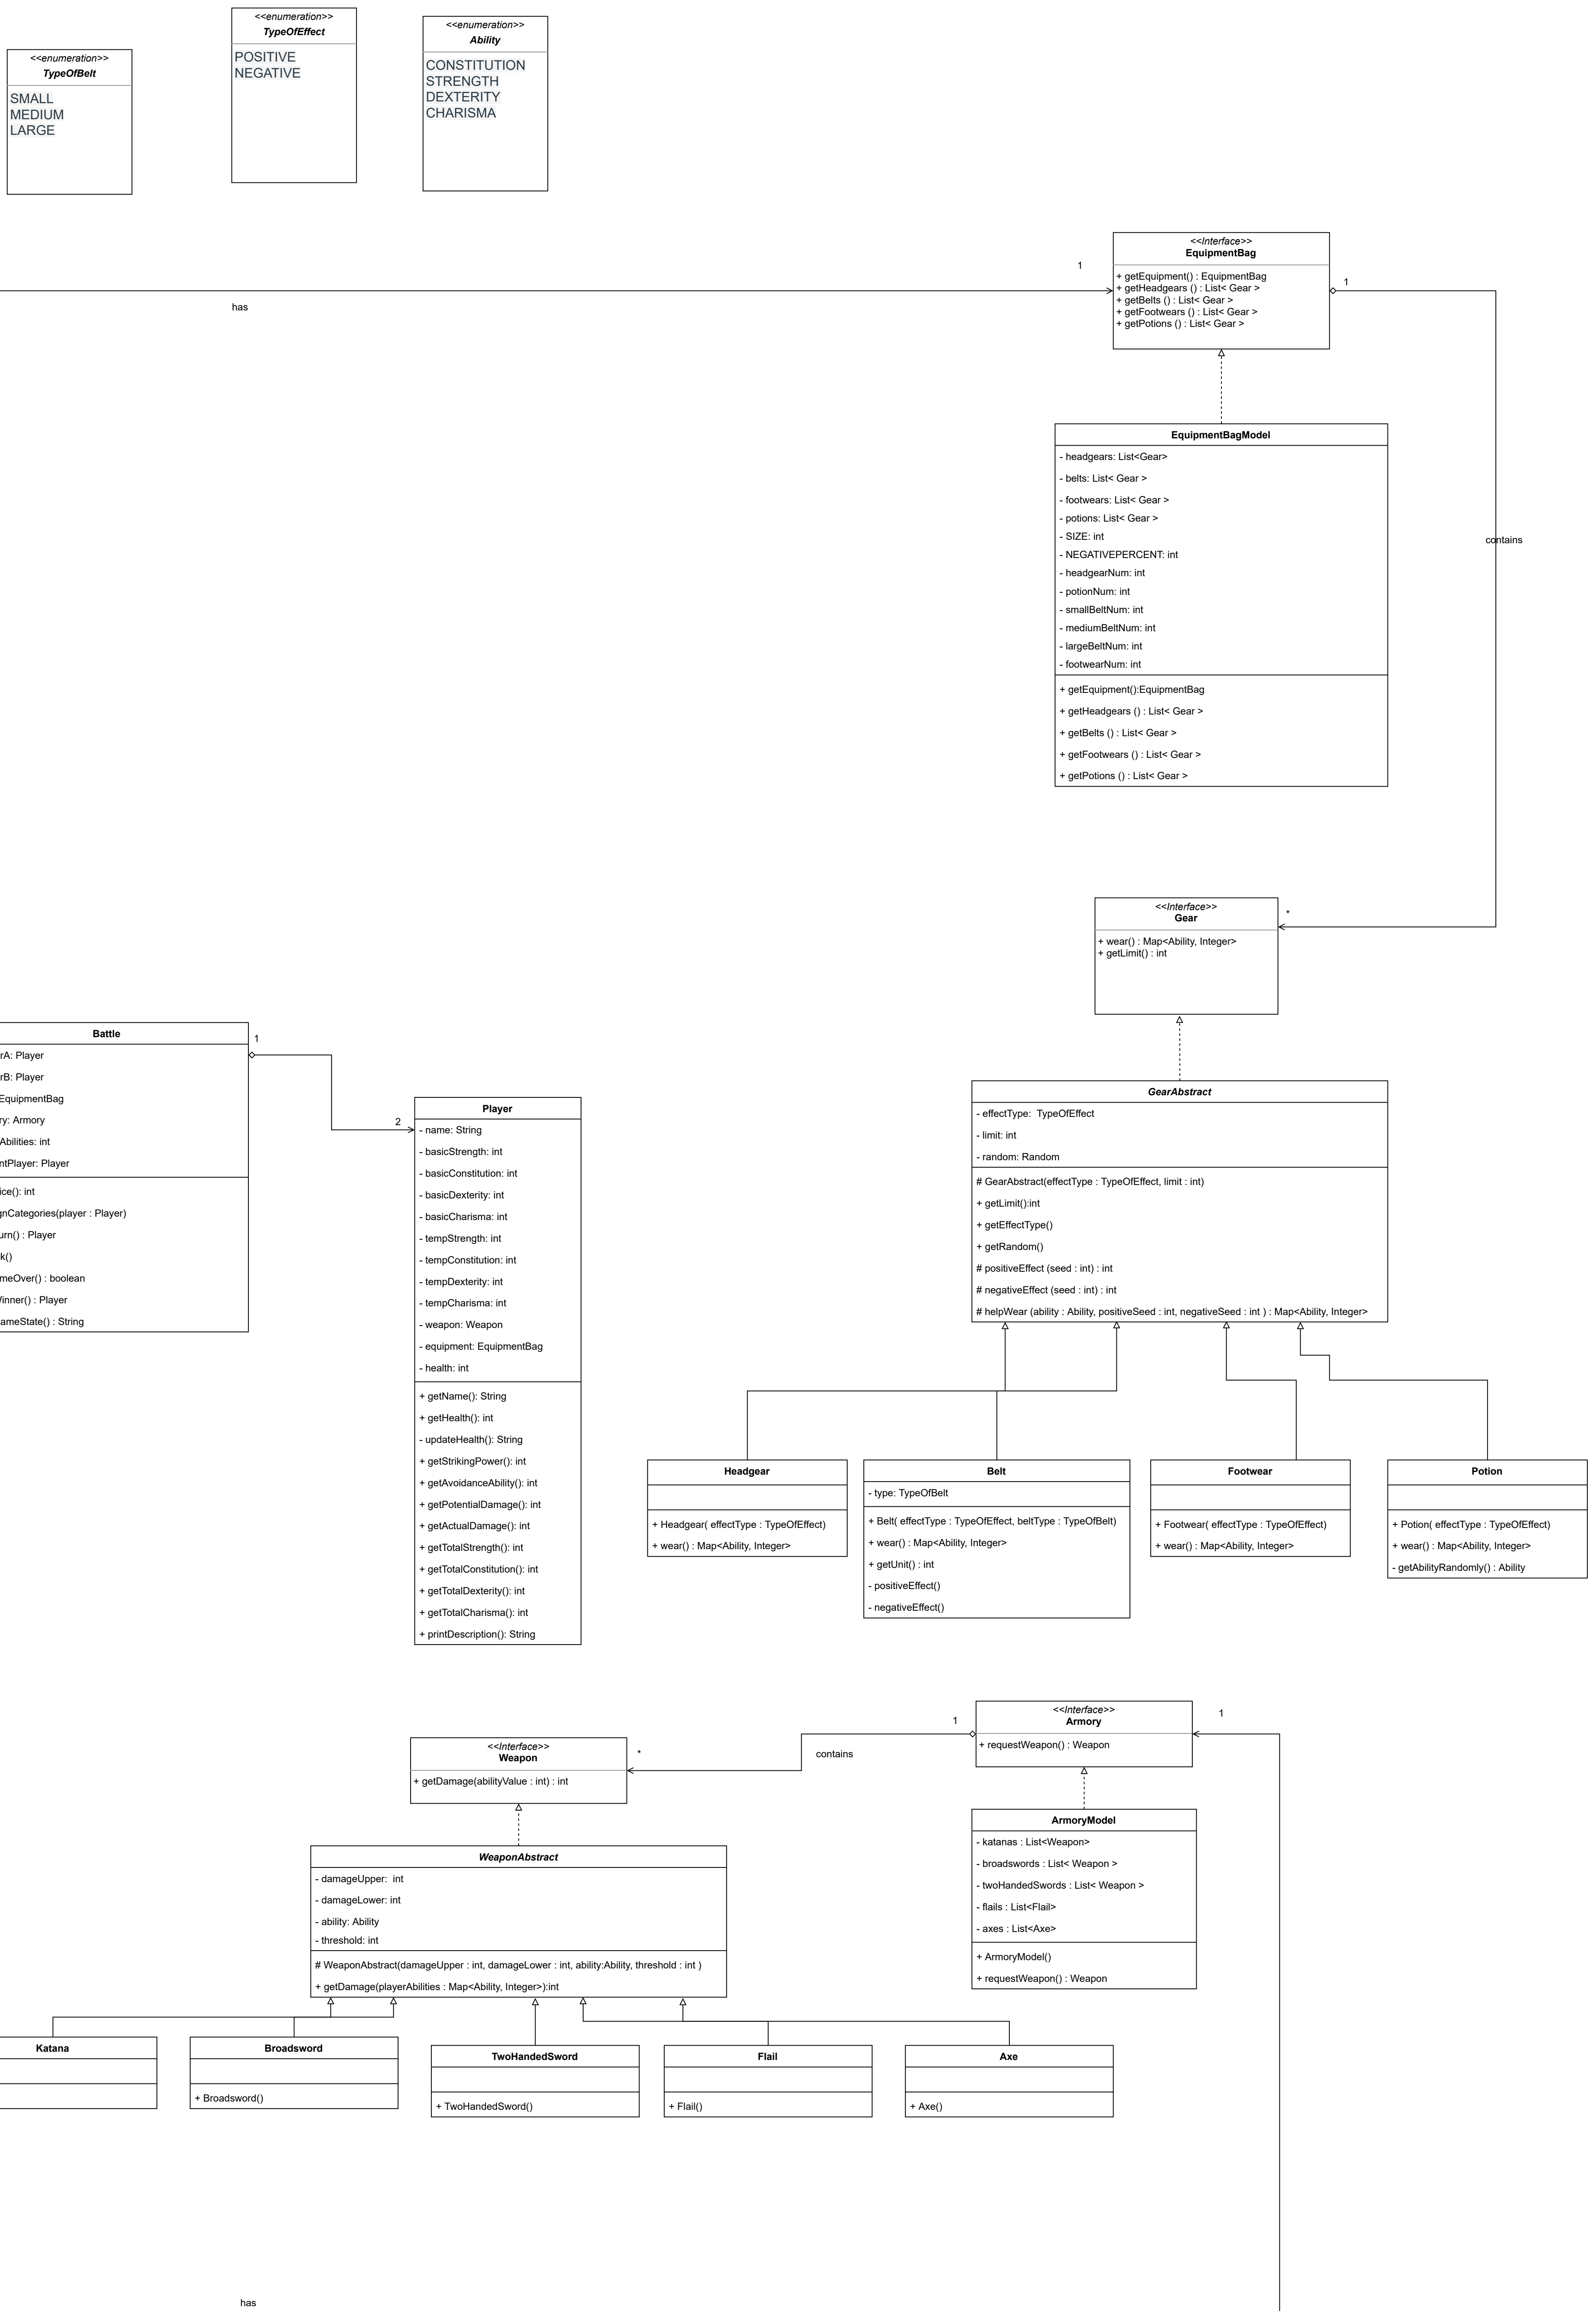 <<enumeration>>
TypeOfBelt
SMALL
MEDIUM
LARGE
<<enumeration>>
TypeOfEffect
POSITIVE
NEGATIVE
<<enumeration>>
Ability
CONSTITUTION
STRENGTH
DEXTERITY
CHARISMA
has
1
<<Interface>>
EquipmentBag
+ getEquipment() : EquipmentBag
+ getHeadgears () : List< Gear >
+ getBelts () : List< Gear >
+ getFootwears () : List< Gear >
+ getPotions () : List< Gear >
1
contains
EquipmentBagModel
- headgears: List<Gear>
- belts: List< Gear >
- footwears: List< Gear >
- potions: List< Gear >
- SIZE: int
- NEGATIVEPERCENT: int
- headgearNum: int
- potionNum: int
- smallBeltNum: int
- mediumBeltNum: int
- largeBeltNum: int
- footwearNum: int
+ getEquipment():EquipmentBag
+ getHeadgears () : List< Gear >
+ getBelts () : List< Gear >
+ getFootwears () : List< Gear >
+ getPotions () : List< Gear >
<<Interface>>
Gear
+ wear() : Map<Ability, Integer>
+ getLimit() : int
*
Battle
rA: Player
rB: Player
EquipmentBag
ry: Armory
Abilities: int
ntPlayer: Player
ice(): int
gnCategories(player : Player)
urn() : Player
k()
meOver() : boolean
Winner() : Player
ameState() : String
1
2
Player
- name: String
- basicStrength: int
- basicConstitution: int
- basicDexterity: int
- basicCharisma: int
- tempStrength: int
- tempConstitution: int
- tempDexterity: int
- tempCharisma: int
- weapon: Weapon
- equipment: EquipmentBag
- health: int
+ getName(): String
+ getHealth(): int
- updateHealth(): String
+ getStrikingPower(): int
+ getAvoidanceAbility(): int
+ getPotentialDamage(): int
+ getActualDamage(): int
+ getTotalStrength(): int
+ getTotalConstitution(): int
+ getTotalDexterity(): int
+ getTotalCharisma(): int
+ printDescription(): String
GearAbstract
- effectType:  TypeOfEffect
- limit: int
- random: Random
# GearAbstract(effectType : TypeOfEffect, limit : int)
+ getLimit():int
+ getEffectType()
+ getRandom()
# positiveEffect (seed : int) : int
# negativeEffect (seed : int) : int
# helpWear (ability : Ability, positiveSeed : int, negativeSeed : int ) : Map<Ability, Integer>
Headgear
+ Headgear( effectType : TypeOfEffect)
+ wear() : Map<Ability, Integer>
Belt
- type: TypeOfBelt
+ Belt( effectType : TypeOfEffect, beltType : TypeOfBelt)
+ wear() : Map<Ability, Integer>
+ getUnit() : int
- positiveEffect()
- negativeEffect()
Footwear
+ Footwear( effectType : TypeOfEffect)
+ wear() : Map<Ability, Integer>
Potion
+ Potion( effectType : TypeOfEffect)
+ wear() : Map<Ability, Integer>
- getAbilityRandomly() : Ability
<<Interface>>
Weapon
+ getDamage(abilityValue : int) : int
*
contains
1
<<Interface>>
Armory
+ requestWeapon() : Weapon
1
WeaponAbstract
- damageUpper:  int
- damageLower: int
- ability: Ability
- threshold: int
# WeaponAbstract(damageUpper : int, damageLower : int, ability:Ability, threshold : int )
+ getDamage(playerAbilities : Map<Ability, Integer>):int
ArmoryModel
- katanas : List<Weapon>
- broadswords : List< Weapon >
- twoHandedSwords : List< Weapon >
- flails : List<Flail>
- axes : List<Axe>
+ ArmoryModel()
+ requestWeapon() : Weapon
Katana
Broadsword
+ Broadsword()
TwoHandedSword
+ TwoHandedSword()
Flail
+ Flail()
Axe
+ Axe()
has